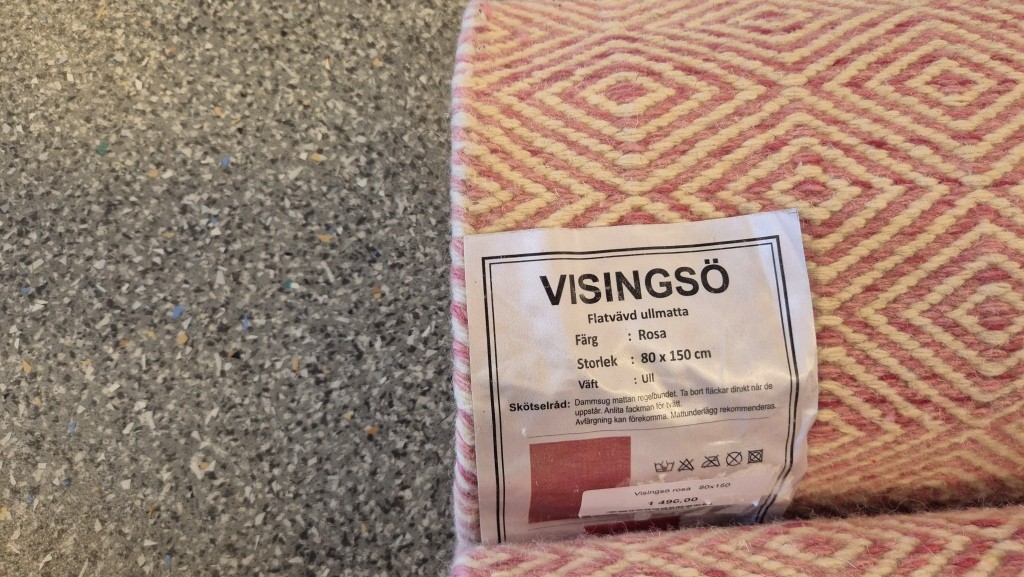 VISINGSÖ
Flatvävd ullmatta
Färg : Rosa
Storlek : 80 x 150 cm
Väft : Ull
Skötselråd: Dammsug mattan regelbundet. Ta bort fläckar direkt när de
uppstår. Anlita fackman för tvätt.
Avfärgning kan förekomma. Mattunderlägg rekommenderas.
Visingsö rosa 80x150
1 496,00